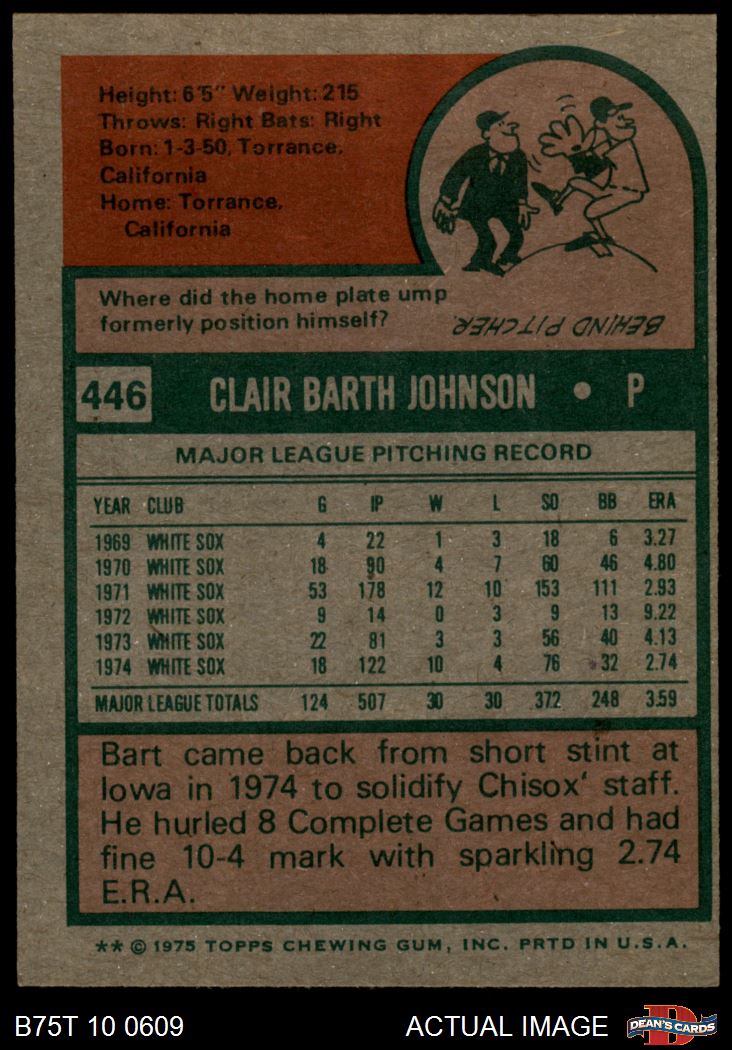 Height: 6'5" Weight: 215
Throws: Right Bats: Right
Born: 1-3-50, Torrance,
California
Home: Torrance,
California
Where did the home plate ump
formerly position himself?
BEHIND PITCHER.
446 CLAIR BARTH JOHNSON • P
MAJOR LEAGUE PITCHING RECORD
YEAR CLUB G IP W L SO BB ERA
1969 WHITE SOX 4 22 1 3 18 6 3.27
1970 WHITE SOX 18 90 4 7 60 46 4.80
1971 WHITE SOX 53 178 12 10 153 111 2.93
1972 WHITE SOX 9 14 0 3 9 13 9.22
1973 WHITE SOX 22 81 3 3 56 40 4.13
1974 WHITE SOX 18 122 10 4 76 32 2.74
MAJOR LEAGUE TOTALS 124 507 30 30 372 248 3.59
Bart came back from short stint at
Iowa in 1974 to solidify Chisox' staff.
He hurled 8 Complete Games and had
fine 10-4 mark with sparkling 2.74
E.R.A.
** © 1975 TOPPS CHEWING GUM, INC. PRTD IN U.S.A.
B75T 10 0609 ACTUAL IMAGE D DEAN'S CARDS